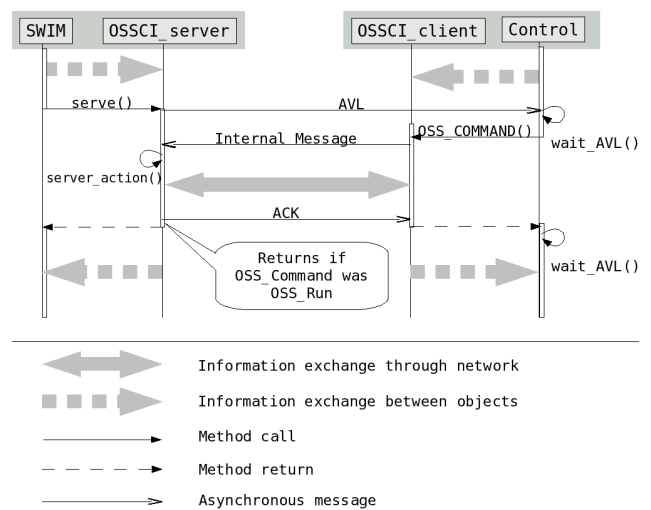 SWIM OSSCI_server OSSCI_client Control
serve() AVL
OSS_COMMAND()
Internal Message wait_AVL()
server_action()
ACK
Returns if
OSS_Command was
OSS_Run
wait_AVL()
Information exchange through network
Information exchange between objects
Method call
Method return
Asynchronous message